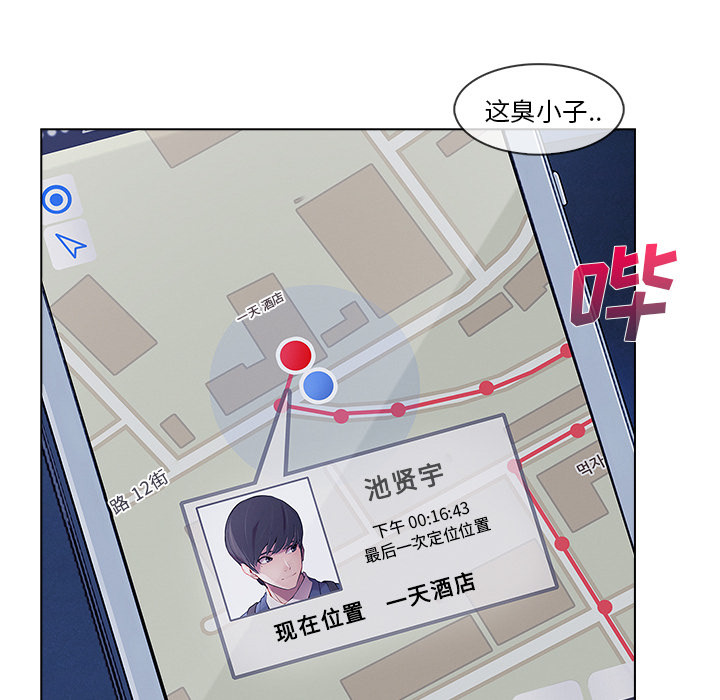 这臭小子..
哔
一天酒店
路 12街
먹자
池贤宇
下午 00:16:43
最后一次定位位置
现在位置 一天酒店